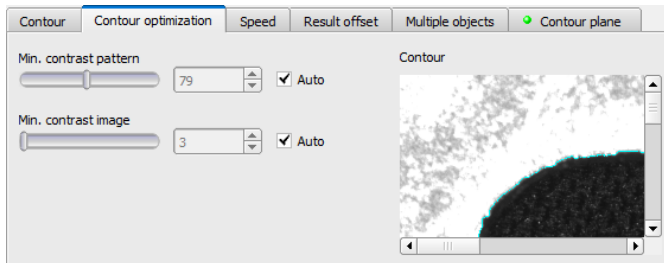 Contour Contour optimization Speed Result offset Multiple objects Contour plane
Min. contrast pattern
79 Auto
Min. contrast image
3 Auto
Contour